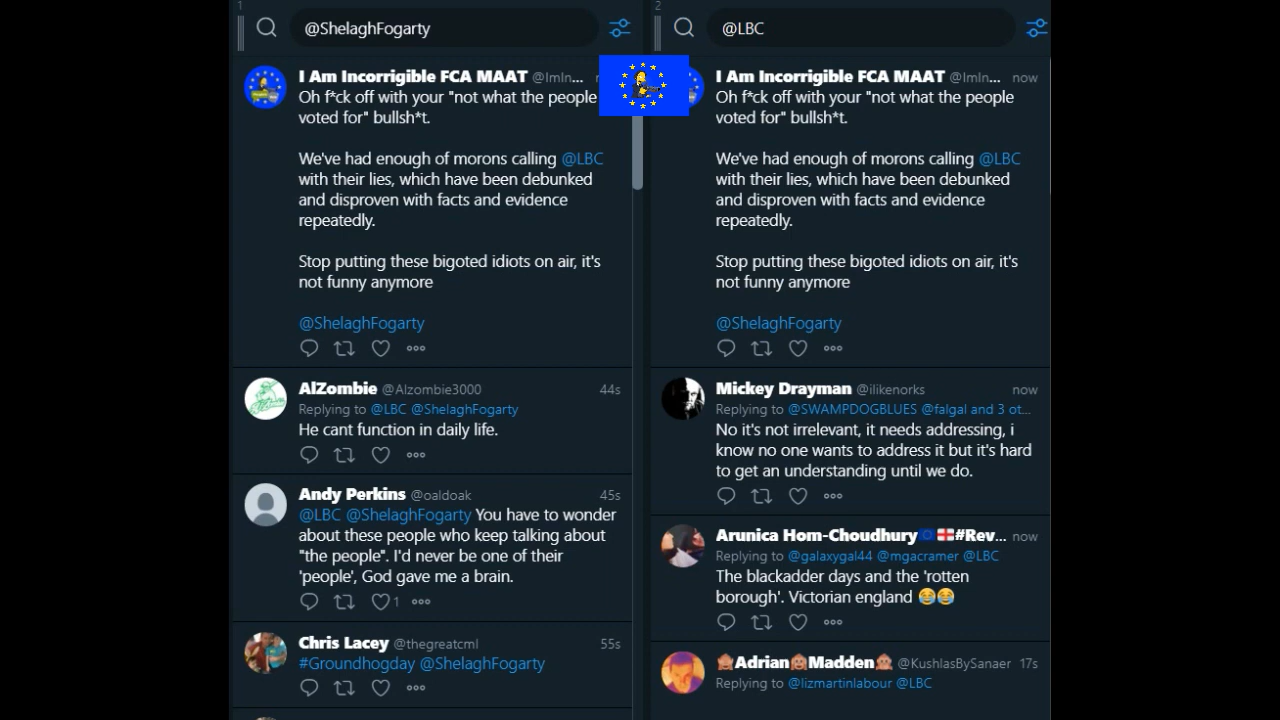 1
@ShelaghFogarty
I Am Incorrigible FCA MAAT @ImIn...
Oh f*ck off with your "not what the people
voted for" bullsh*t.
We've had enough of morons calling @LBC
with their lies, which have been debunked
and disproven with facts and evidence
repeatedly.
Stop putting these bigoted idiots on air, it's
not funny anymore
@ShelaghFogarty
AlZombie @Alzombie3000 44s
Replying to @LBC @ShelaghFogarty
He cant function in daily life.
Andy Perkins @oaldoak 45s
@LBC @ShelaghFogarty You have to wonder
about these people who keep talking about
"the people". I'd never be one of their
'people', God gave me a brain.
1
Chris Lacey @thegreatcml 55s
#Groundhogday @ShelaghFogarty
2
@LBC
I Am Incorrigible FCA MAAT @ImIn... now
Oh f*ck off with your "not what the people
voted for" bullsh*t.
We've had enough of morons calling @LBC
with their lies, which have been debunked
and disproven with facts and evidence
repeatedly.
Stop putting these bigoted idiots on air, it's
not funny anymore
@ShelaghFogarty
Mickey Drayman @ilikenorks now
Replying to @SWAMPDOGBLUES @falgal and 3 ot...
No it's not irrelevant, it needs addressing, i
know no one wants to address it but it's hard
to get an understanding until we do.
Arunica Hom-Choudhury🇪🇺🏴󠁧󠁢󠁥󠁮󠁧󠁿#Rev... now
Replying to @galaxygal44 @mgacramer @LBC
The blackadder days and the 'rotten
borough'. Victorian england 😂😂
🙈Adrian🙉Madden🙊 @KushlasBySanaer 17s
Replying to @lizmartinlabour @LBC